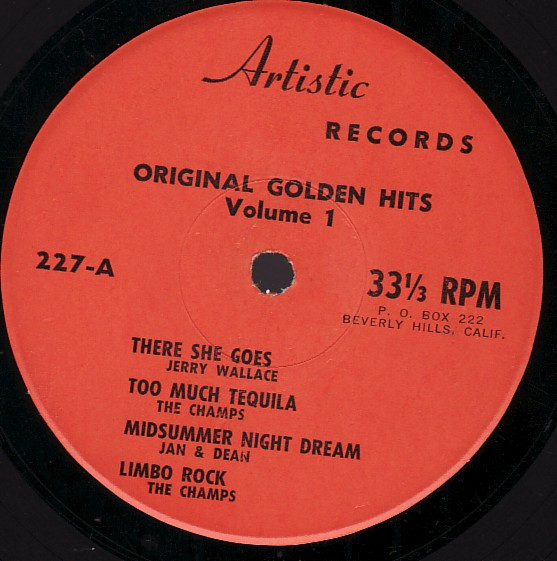 Artistic
RECORDS
ORIGINAL GOLDEN HITS
Volume 1
227-A
33⅓ RPM
P. O. BOX 222
BEVERLY HILLS, CALIF.
THERE SHE GOES
JERRY WALLACE
TOO MUCH TEQUILA
THE CHAMPS
MIDSUMMER NIGHT DREAM
JAN & DEAN
LIMBO ROCK
THE CHAMPS